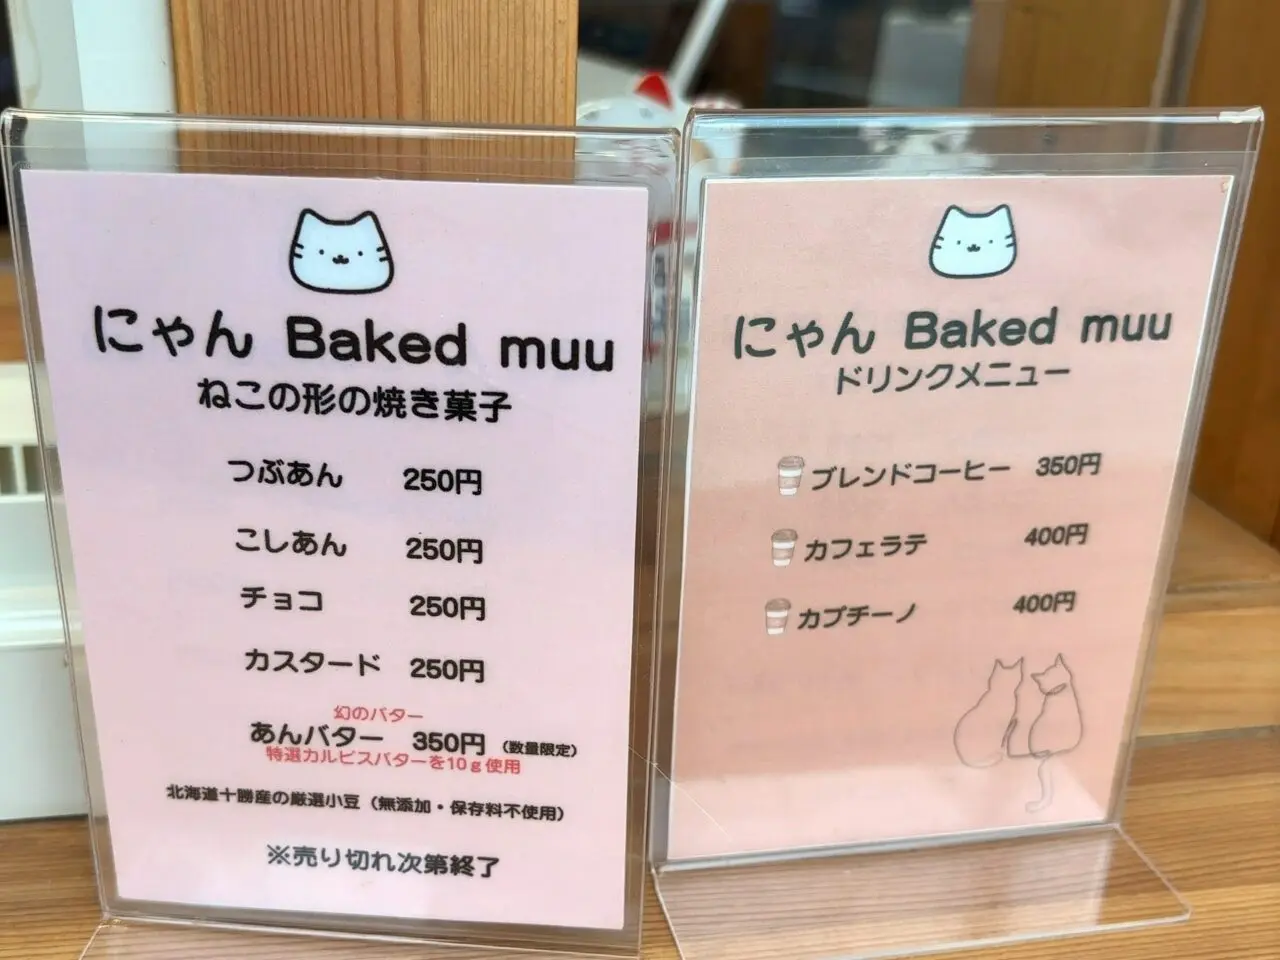 にゃん Baked muu
ねこの形の焼き菓子
つぶあん 250円
こしあん 250円
チョコ 250円
カスタード 250円
幻のバター
あんバター 350円 (数量限定)
特選カルピスバターを10g使用
北海道十勝産の厳選小豆(無添加・保存料不使用)
※売り切れ次第終了
にゃん Baked muu
ドリンクメニュー
ブレンドコーヒー 350円
カフェラテ 400円
カプチーノ 400円